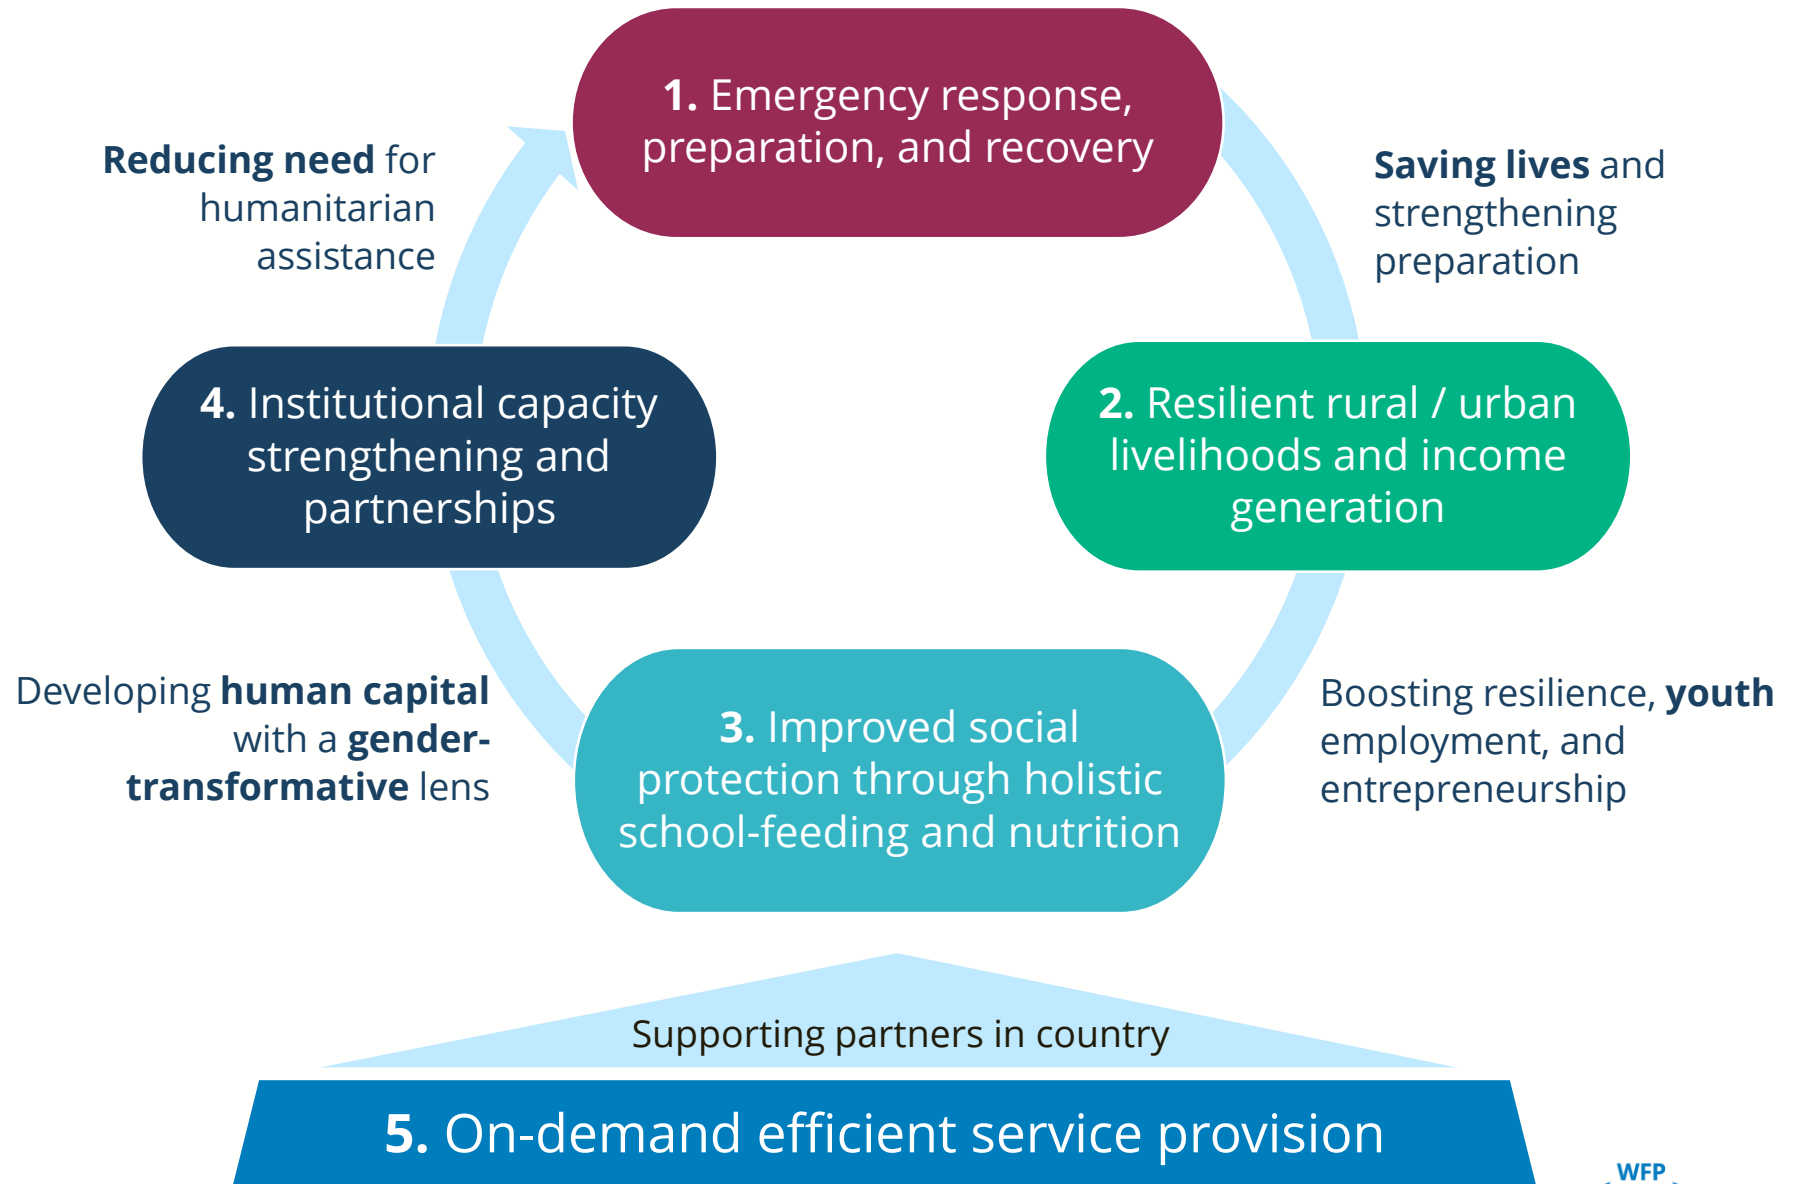 1. Emergency response,
preparation, and recovery
Saving lives and
strengthening
preparation
2. Resilient rural / urban
livelihoods and income
generation
Boosting resilience, youth
employment, and
entrepreneurship
3. Improved social
protection through holistic
school-feeding and nutrition
Developing human capital
with a gender-
transformative lens
4. Institutional capacity
strengthening and
partnerships
Reducing need for
humanitarian
assistance
Supporting partners in country
5. On-demand efficient service provision
WFP